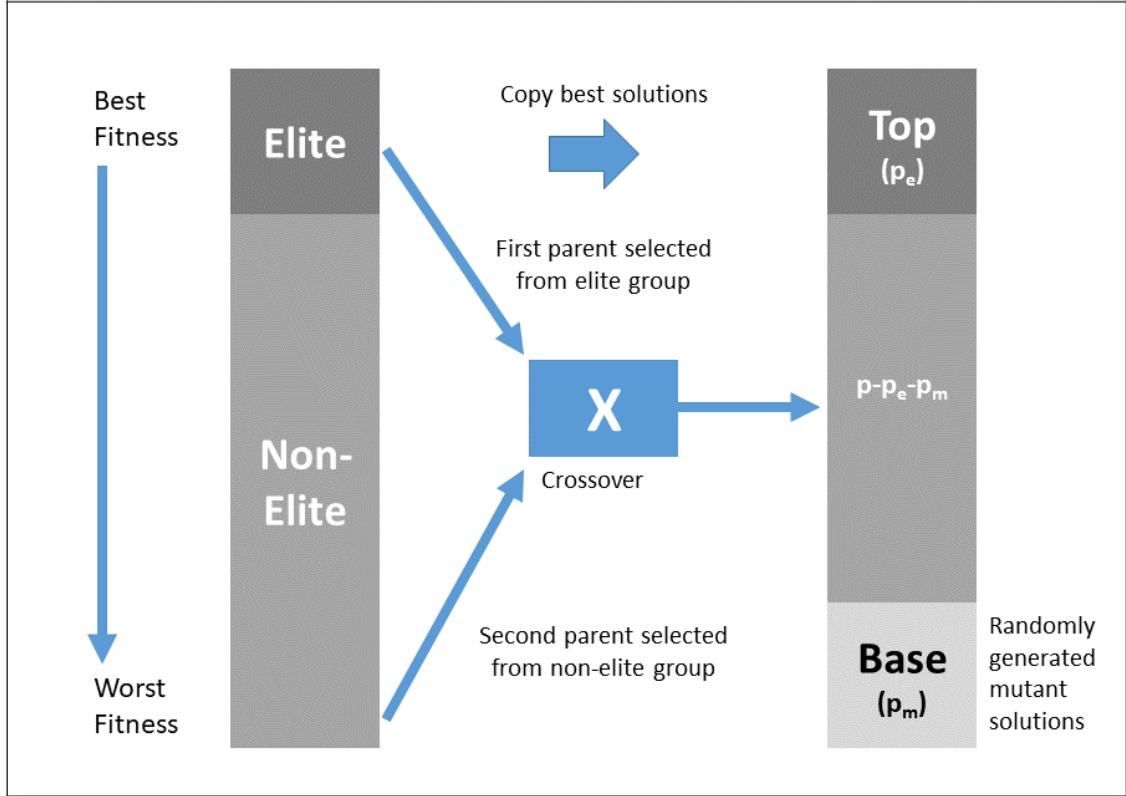 Best
Fitness
Elite
Copy best solutions
Top
(pₑ)
First parent selected
from elite group
X
Crossover
p-pₑ-pₘ
Non-
Elite
Second parent selected
from non-elite group
Worst
Fitness
Base
(pₘ)
Randomly
generated
mutant
solutions